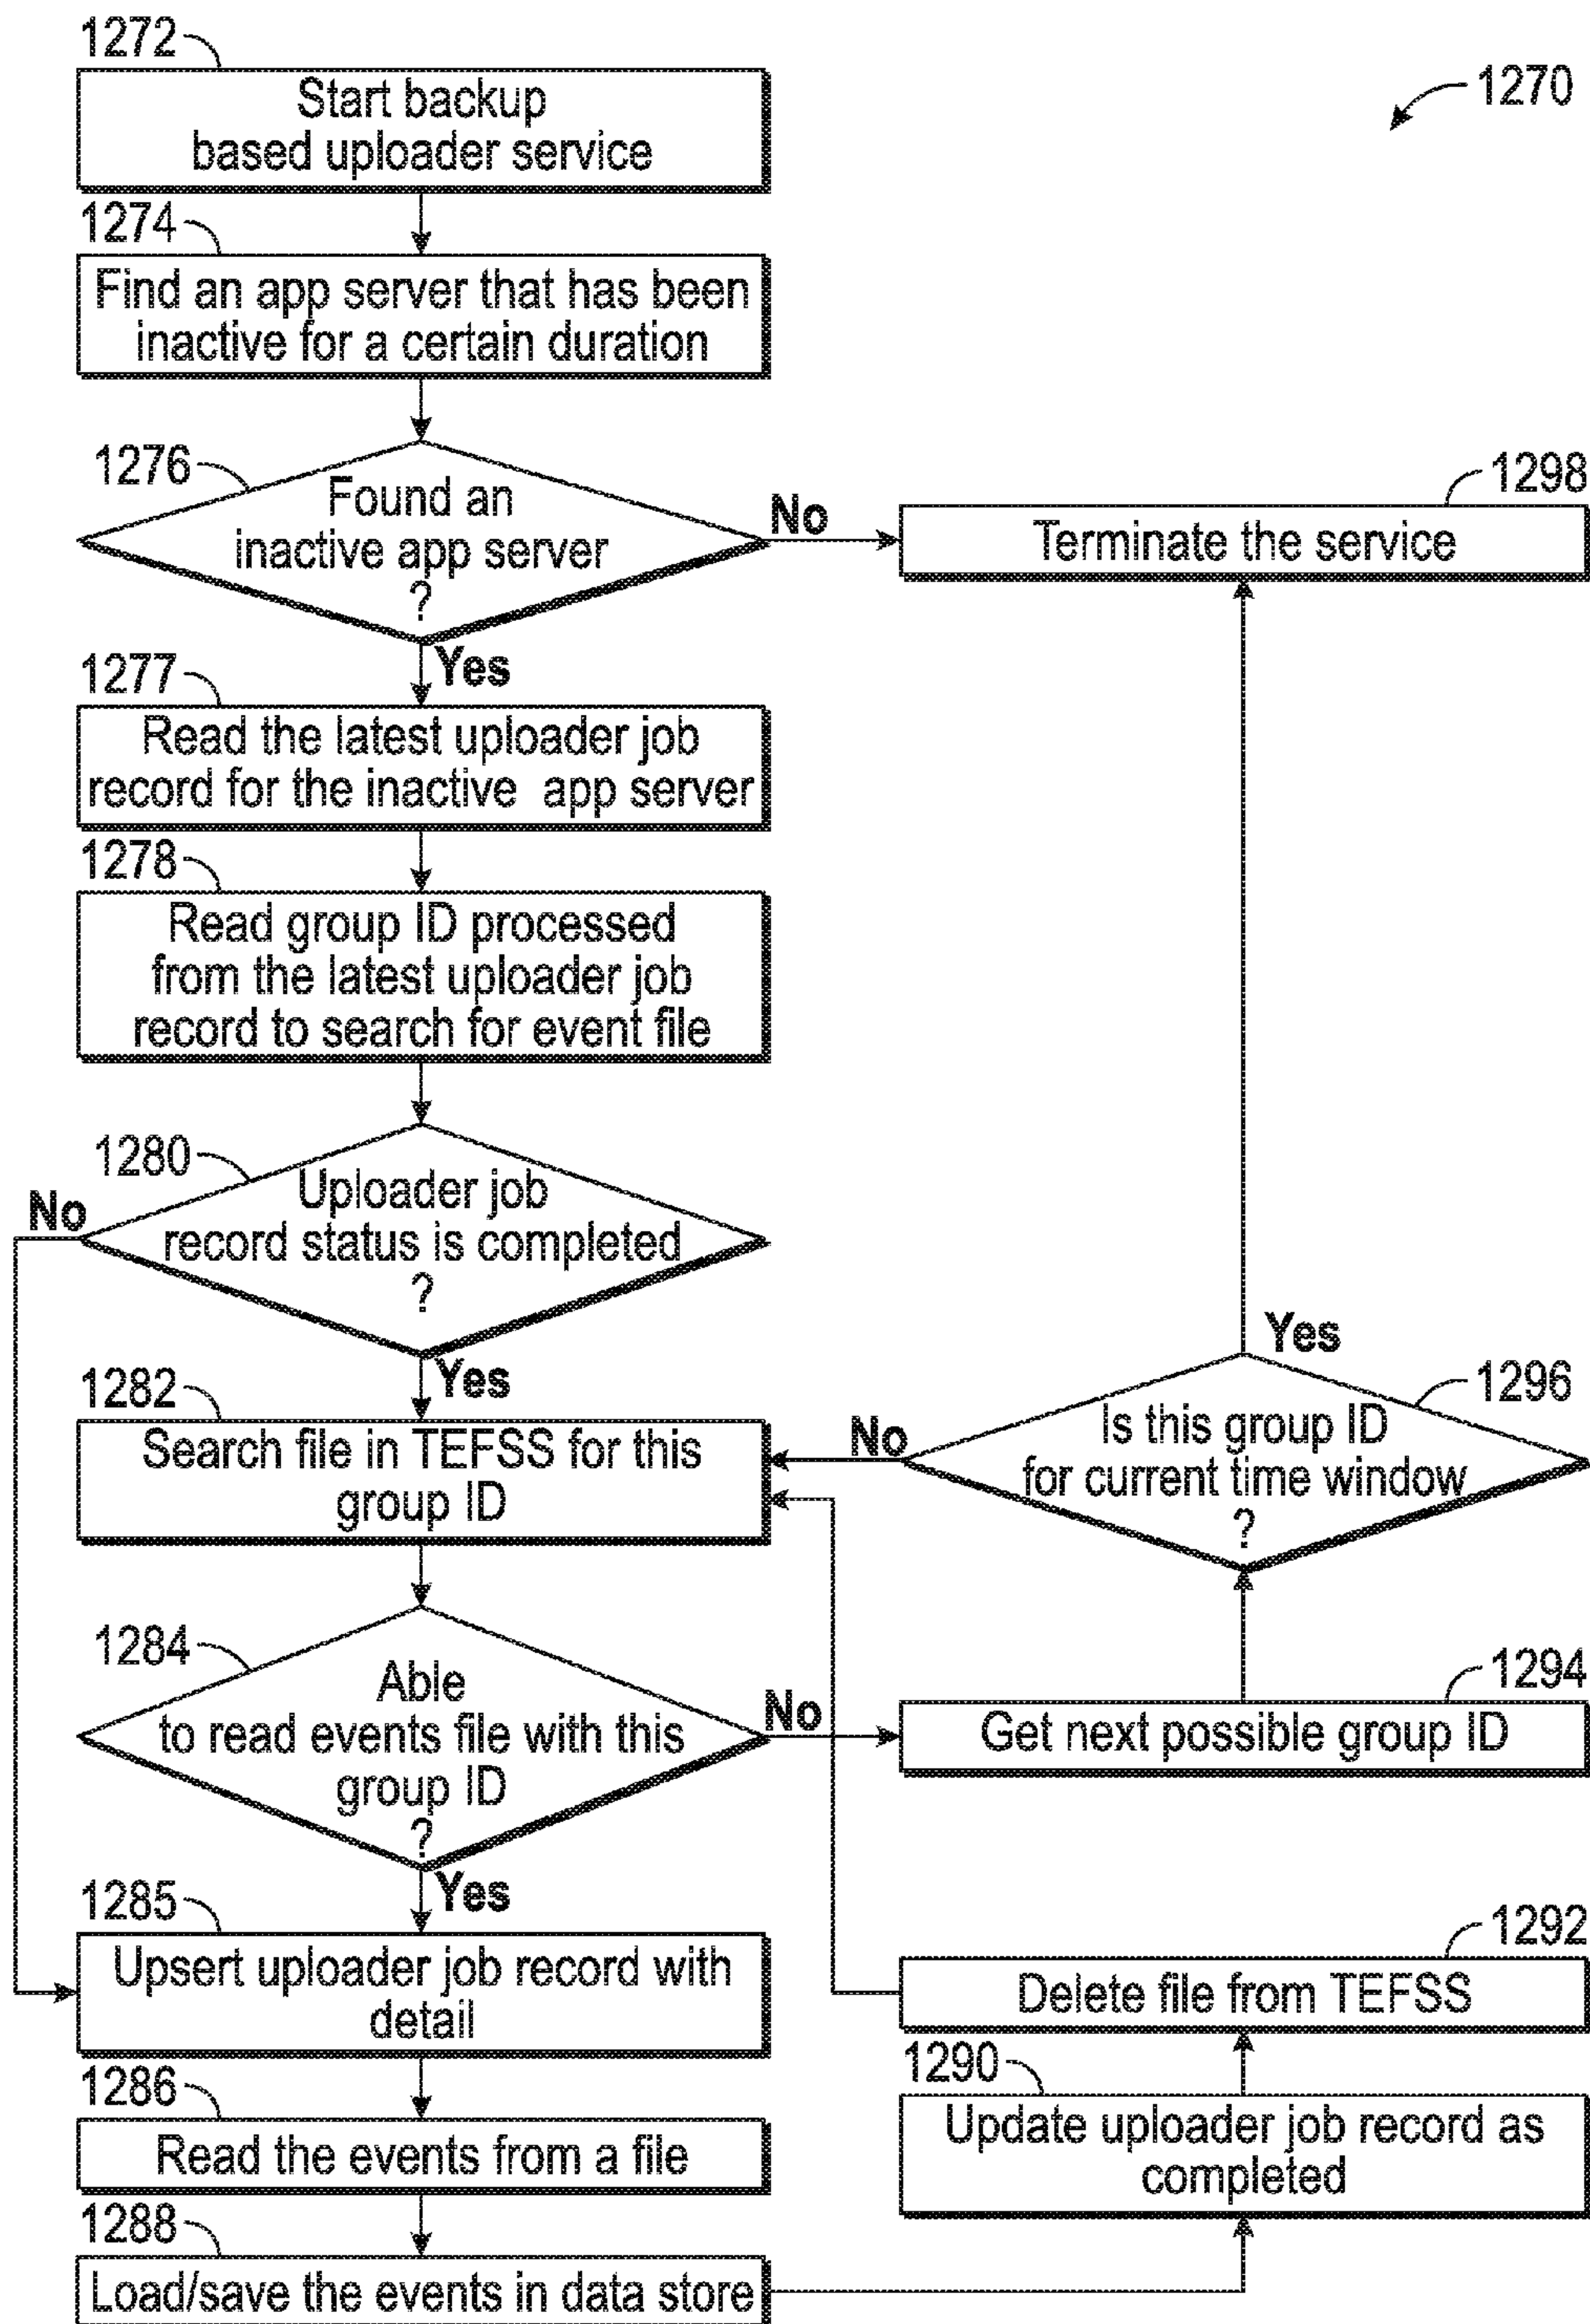 1272
Start backup
based uploader service
1270
1274
Find an app server that has been
inactive for a certain duration
1276
Found an
inactive app server
?
No
1298
Terminate the service
Yes
1277
Read the latest uploader job
record for the inactive app server
1278
Read group ID processed
from the latest uploader job
record to search for event file
1280
No
Uploader job
record status is completed
?
Yes
1282
Search file in TEFSS for this
group ID
Yes
1296
No
Is this group ID
for current time window
?
1284
Able
to read events file with this
group ID
?
No
1294
Get next possible group ID
Yes
1285
Upsert uploader job record with
detail
1292
Delete file from TEFSS
1286
Read the events from a file
1290
Update uploader job record as
completed
1288
Load/save the events in data store